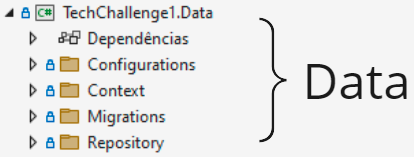 TechChallenge1.Data
Dependências
Configurations
Context
Migrations
Repository
Data